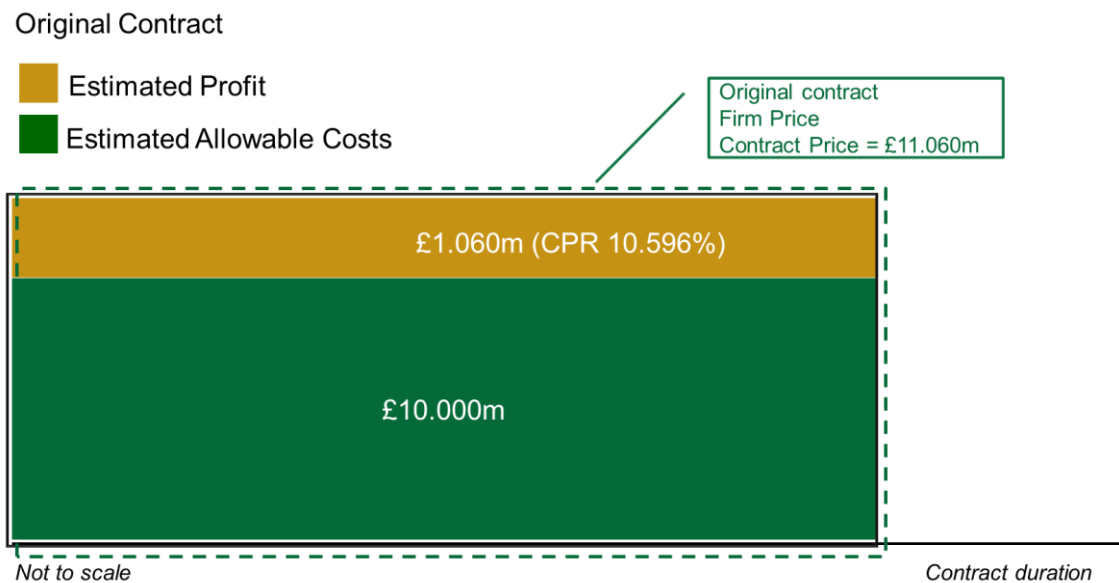 Original Contract
Estimated Profit
Estimated Allowable Costs
Original contract
Firm Price
Contract Price = £11.060m
£1.060m (CPR 10.596%)
£10.000m
Not to scale
Contract duration